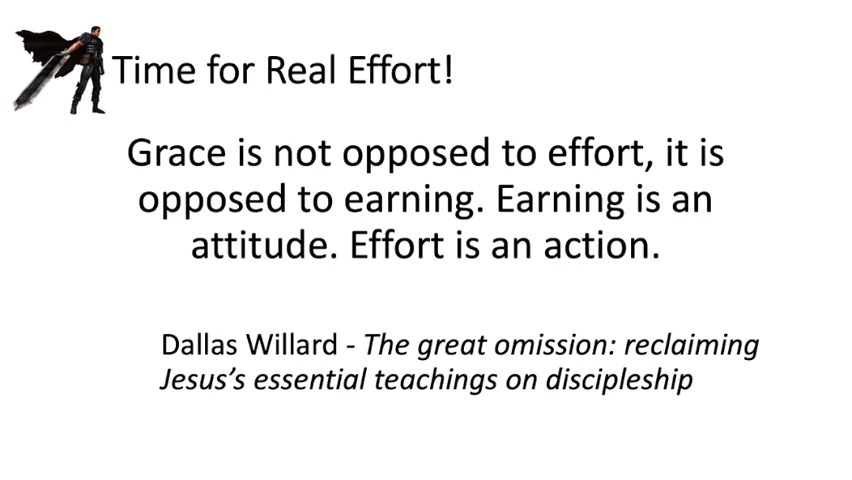 Time for Real Effort!
Grace is not opposed to effort, it is
opposed to earning. Earning is an
attitude. Effort is an action.
Dallas Willard - The great omission: reclaiming
Jesus’s essential teachings on discipleship